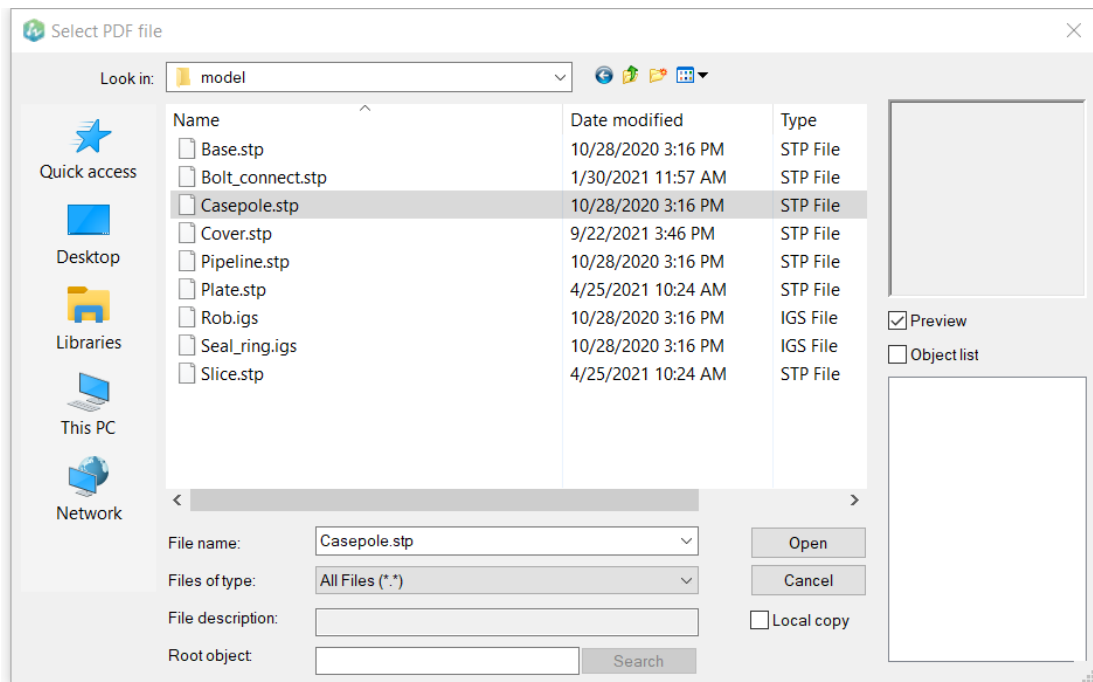 Select PDF file
Look in: model
Name Date modified Type
Base.stp 10/28/2020 3:16 PM STP File
Bolt_connect.stp 1/30/2021 11:57 AM STP File
Casepole.stp 10/28/2020 3:16 PM STP File
Cover.stp 9/22/2021 3:46 PM STP File
Pipeline.stp 10/28/2020 3:16 PM STP File
Plate.stp 4/25/2021 10:24 AM STP File
Rob.igs 10/28/2020 3:16 PM IGS File
Seal_ring.igs 10/28/2020 3:16 PM IGS File
Slice.stp 4/25/2021 10:24 AM STP File
Quick access
Desktop
Libraries
This PC
Network
Preview
Object list
File name: Casepole.stp Open
Files of type: All Files (*.*) Cancel
File description: Local copy
Root object: Search